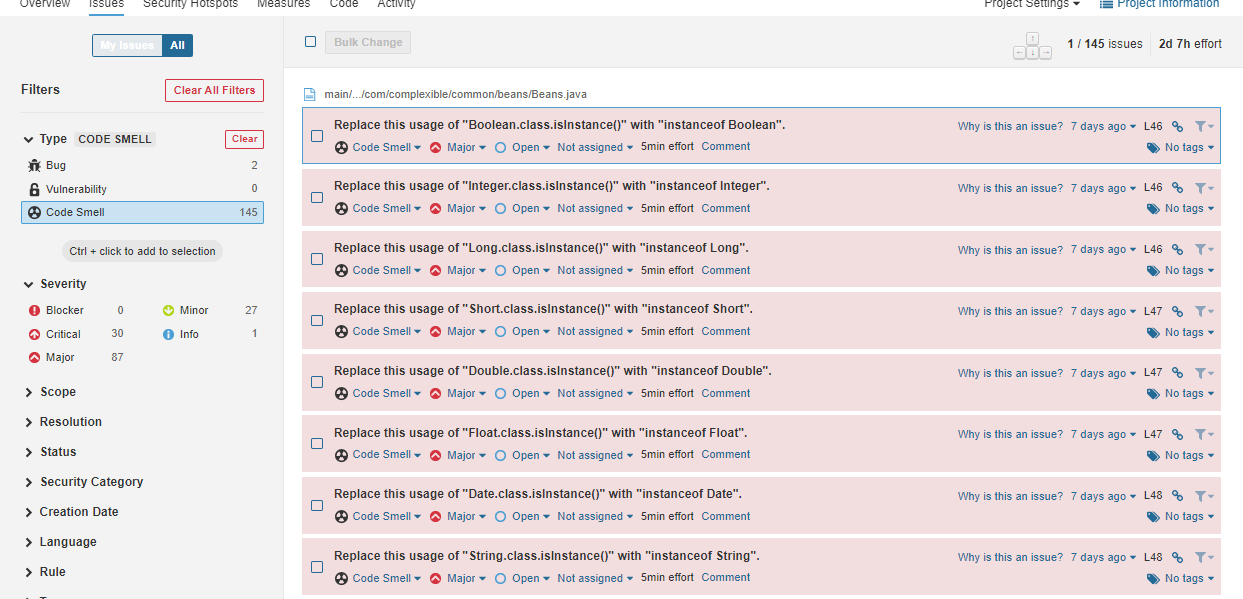 Overview Issues Security Hotspots Measures Code Activity Project Settings Project Information
My Issues All
Bulk Change
1 / 145 issues 2d 7h effort
Filters Clear All Filters
Type CODE SMELL Clear
Bug 2
Vulnerability 0
Code Smell 145
Ctrl + click to add to selection
Severity
Blocker 0 Minor 27
Critical 30 Info 1
Major 87
Scope
Resolution
Status
Security Category
Creation Date
Language
Rule
main/.../com/complexible/common/beans/Beans.java
Replace this usage of "Boolean.class.isInstance()" with "instanceof Boolean". Why is this an issue? 7 days ago L46
Code Smell Major Open Not assigned 5min effort Comment No tags
Replace this usage of "Integer.class.isInstance()" with "instanceof Integer". Why is this an issue? 7 days ago L46
Code Smell Major Open Not assigned 5min effort Comment No tags
Replace this usage of "Long.class.isInstance()" with "instanceof Long". Why is this an issue? 7 days ago L46
Code Smell Major Open Not assigned 5min effort Comment No tags
Replace this usage of "Short.class.isInstance()" with "instanceof Short". Why is this an issue? 7 days ago L47
Code Smell Major Open Not assigned 5min effort Comment No tags
Replace this usage of "Double.class.isInstance()" with "instanceof Double". Why is this an issue? 7 days ago L47
Code Smell Major Open Not assigned 5min effort Comment No tags
Replace this usage of "Float.class.isInstance()" with "instanceof Float". Why is this an issue? 7 days ago L47
Code Smell Major Open Not assigned 5min effort Comment No tags
Replace this usage of "Date.class.isInstance()" with "instanceof Date". Why is this an issue? 7 days ago L48
Code Smell Major Open Not assigned 5min effort Comment No tags
Replace this usage of "String.class.isInstance()" with "instanceof String". Why is this an issue? 7 days ago L48
Code Smell Major Open Not assigned 5min effort Comment No tags